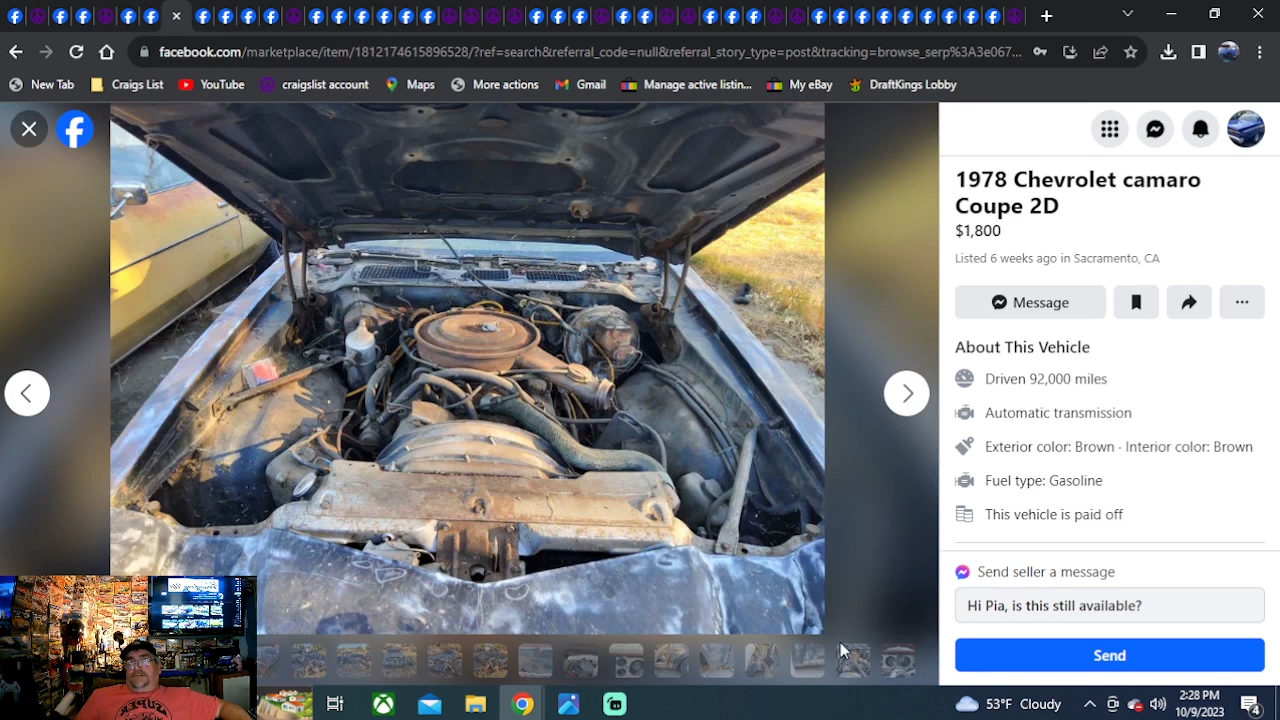 facebook.com/marketplace/item/1812174615896528/?ref=search&referral_code=null&referral_story_type=post&tracking=browse_serp%3A3e067...
New Tab
Craigs List
YouTube
craigslist account
Maps
More actions
Gmail
Manage active listin...
My eBay
DraftKings Lobby
1978 Chevrolet camaro
Coupe 2D
$1,800
Listed 6 weeks ago in Sacramento, CA
Message
About This Vehicle
Driven 92,000 miles
Automatic transmission
Exterior color: Brown · Interior color: Brown
Fuel type: Gasoline
This vehicle is paid off
Send seller a message
Hi Pia, is this still available?
Send
53°F Cloudy
2:28 PM
10/9/2023
4